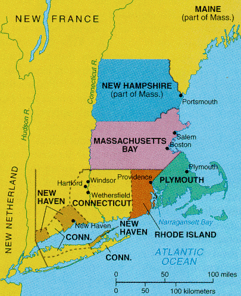 NEW FRANCE
MAINE
(part of Mass.)
Connecticut R.
Hudson R.
NEW HAMPSHIRE
(part of Mass.)
Portsmouth
MASSACHUSETTS
BAY
Salem
Boston
NEW NETHERLAND
Plymouth
PLYMOUTH
Providence
Hartford
Windsor
Wethersfield
NEW
HAVEN
CONNECTICUT
Narragansett Bay
New Haven
CONN.
NEW
HAVEN
RHODE ISLAND
CONN.
ATLANTIC
OCEAN
0 50 100 miles
0 50 100 kilometers